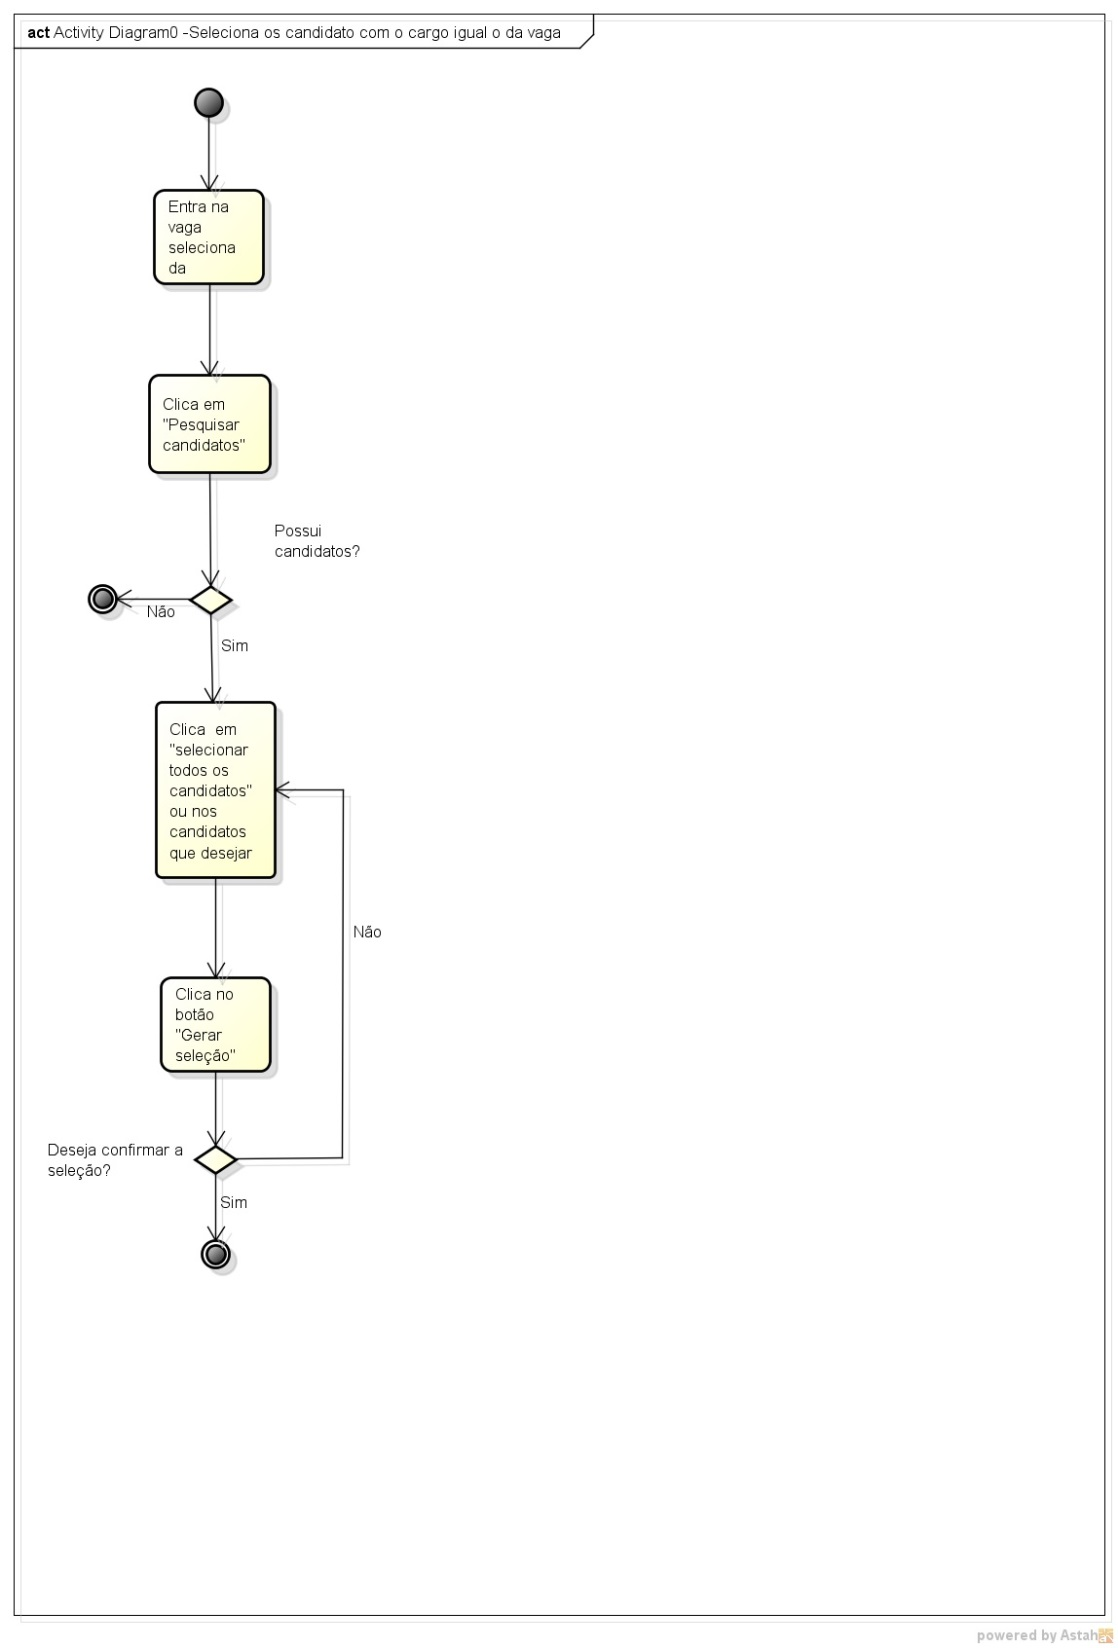 act Activity Diagram0 -Seleciona os candidato com o cargo igual o da vaga
Entra na
vaga
seleciona
da
Clica em
"Pesquisar
candidatos"
Possui
candidatos?
Não
Sim
Clica  em
"selecionar
todos os
candidatos"
ou nos
candidatos
que desejar
Não
Clica no
botão
"Gerar
seleção"
Deseja confirmar a
seleção?
Sim
powered by Astah